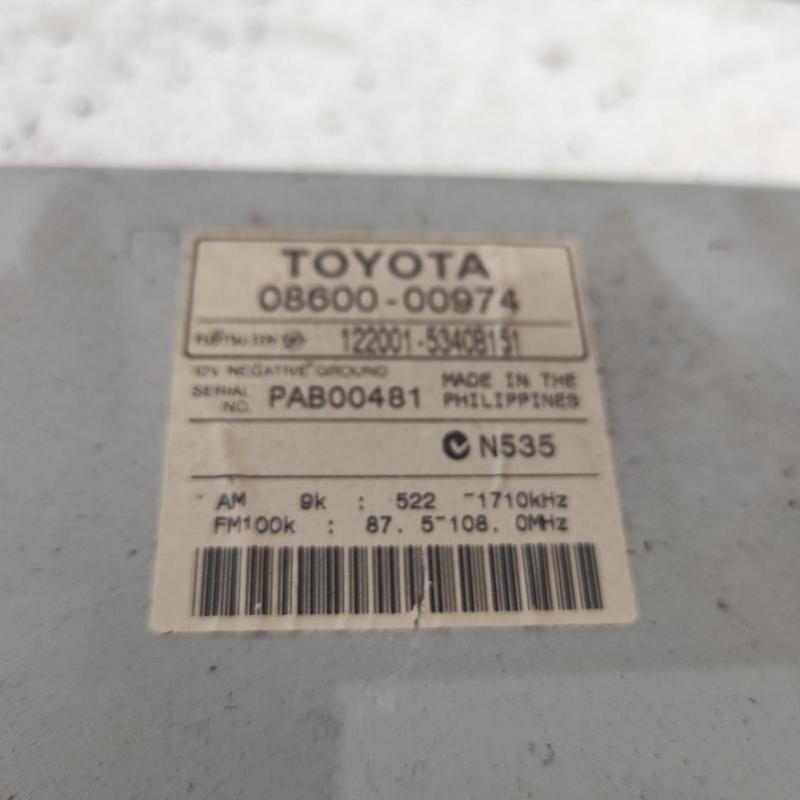 TOYOTA
08600-00974
FUJITSU TEN 122001-5340B151
12V NEGATIVE GROUND
SERIAL NO. PAB00481 MADE IN THE PHILIPPINES
N535
AM 9k : 522 ~1710kHz
FM100k : 87. 5~108. 0MHz